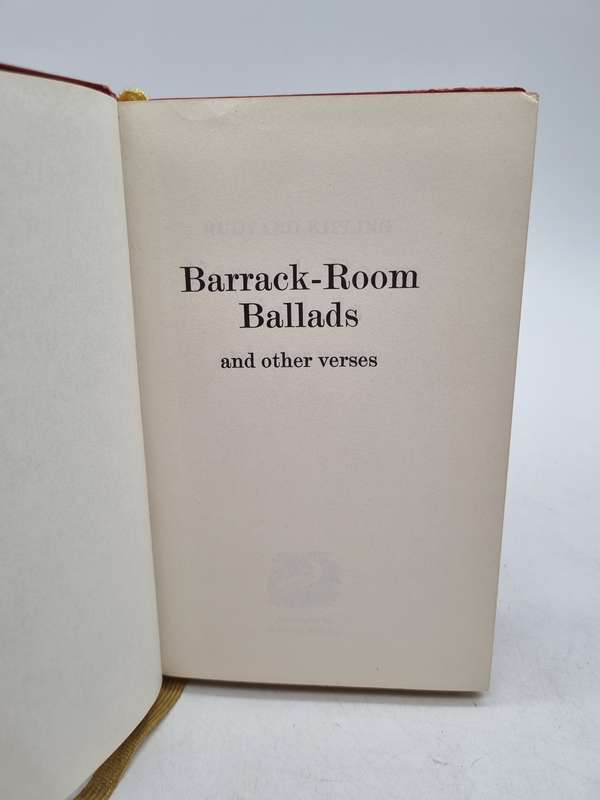 Barrack-Room
Ballads
and other verses